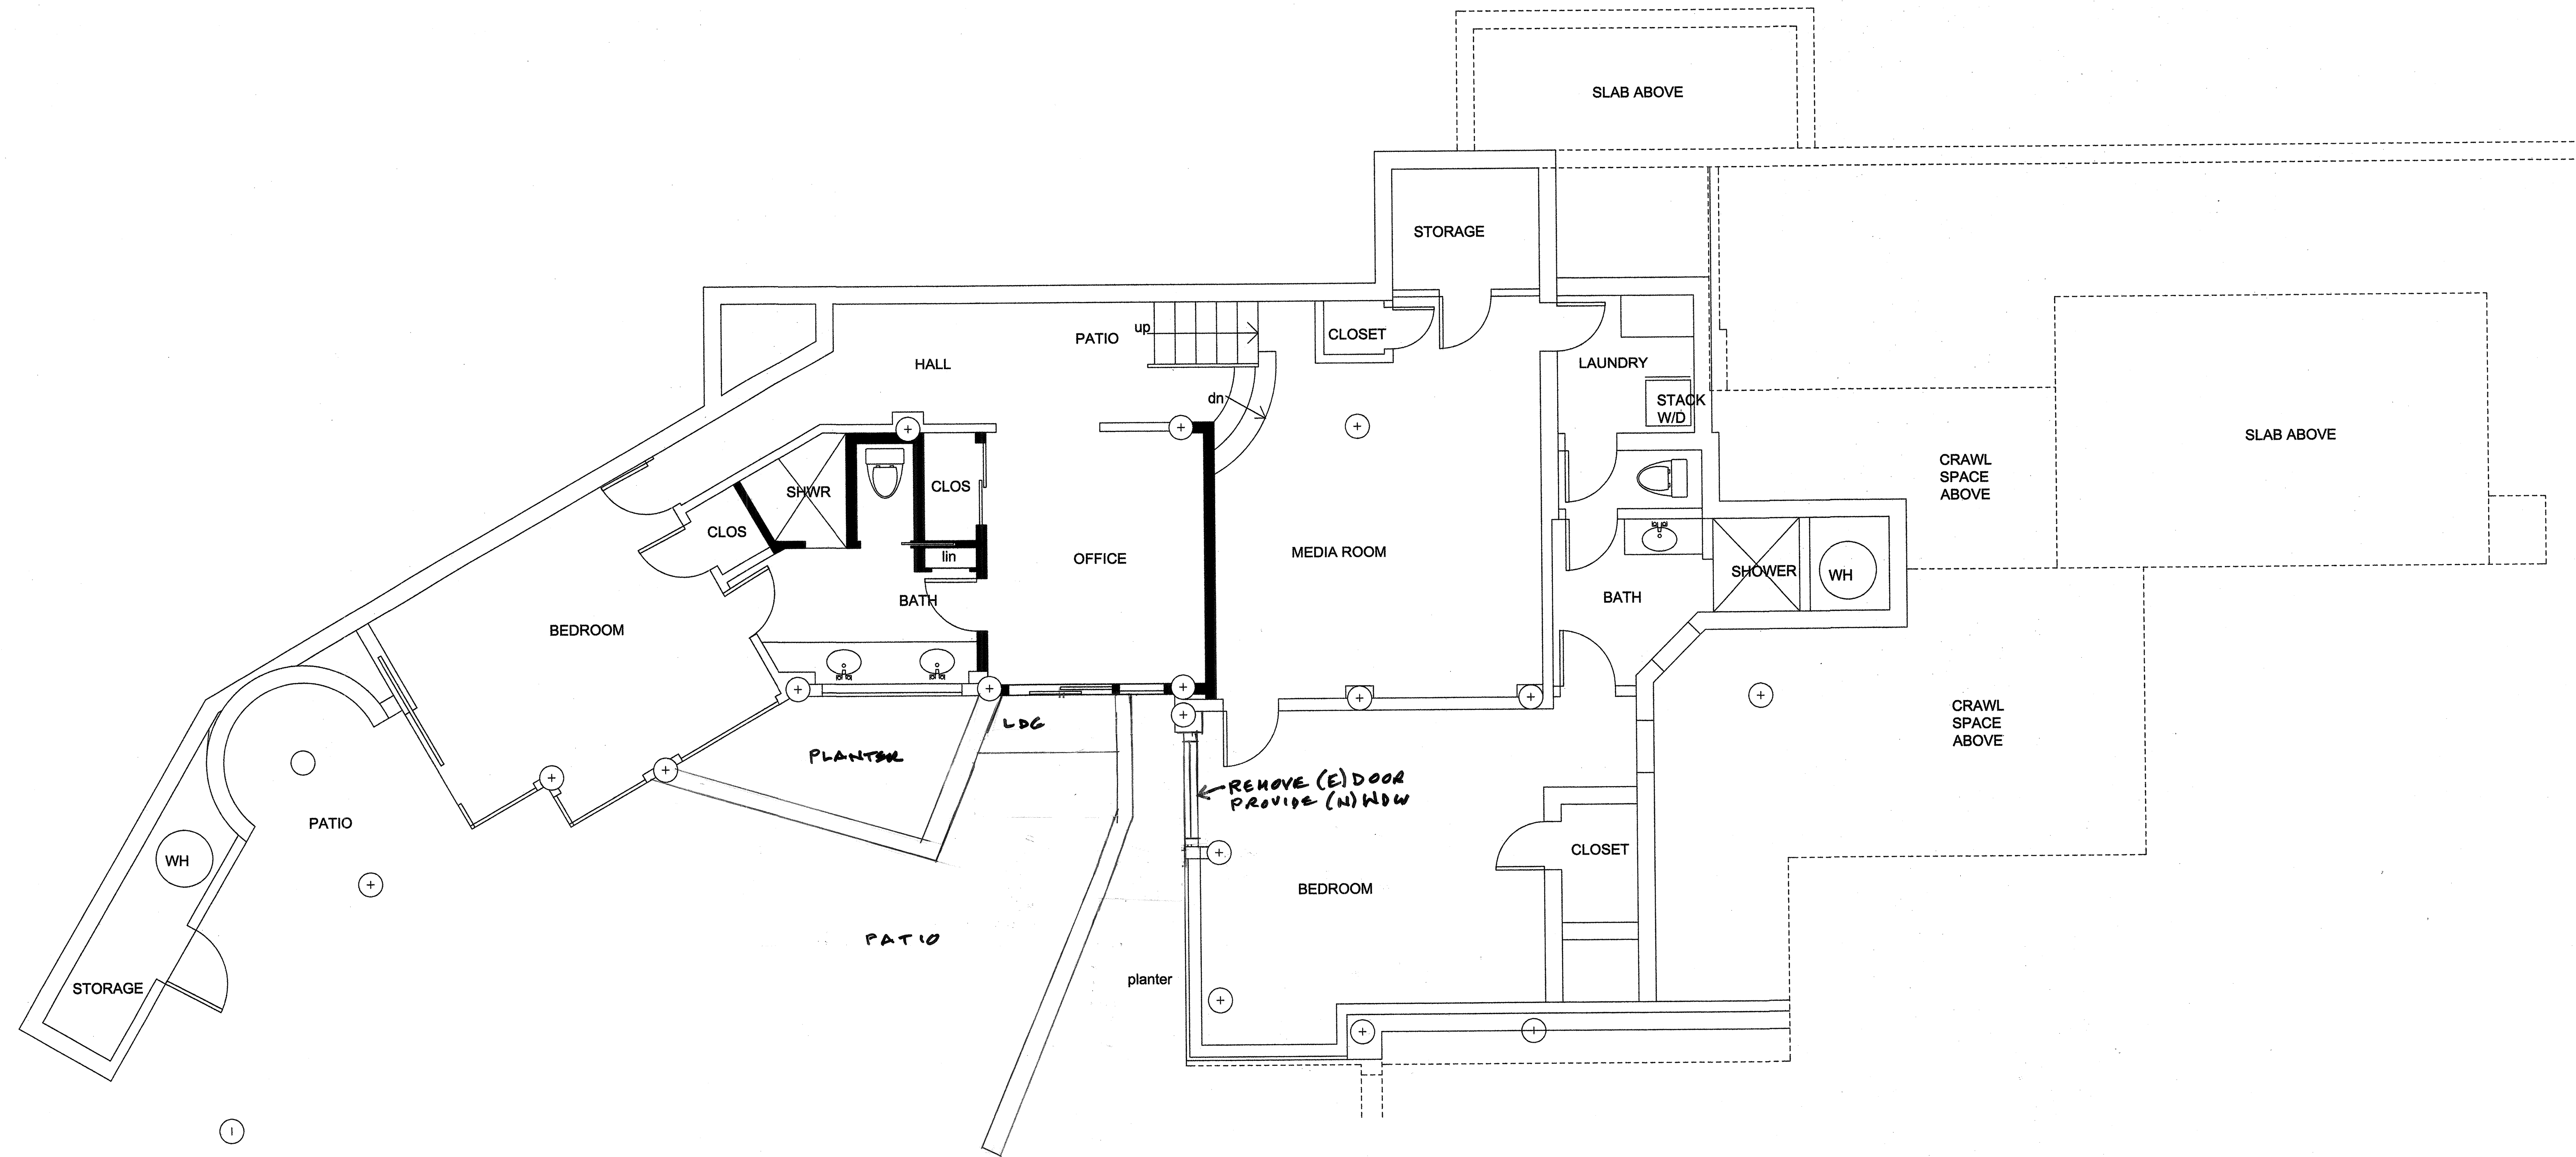 SLAB ABOVE
STORAGE
up
PATIO
CLOSET
HALL
LAUNDRY
dn
STACK
W/D
SLAB ABOVE
CRAWL
SPACE
ABOVE
SHWR
CLOS
CLOS
lin
OFFICE
MEDIA ROOM
SHOWER
WH
BATH
BATH
BEDROOM
LDG
PLANTER
CRAWL
SPACE
ABOVE
REMOVE (E) DOOR
PROVIDE (N) WDW
PATIO
WH
CLOSET
BEDROOM
PATIO
planter
STORAGE